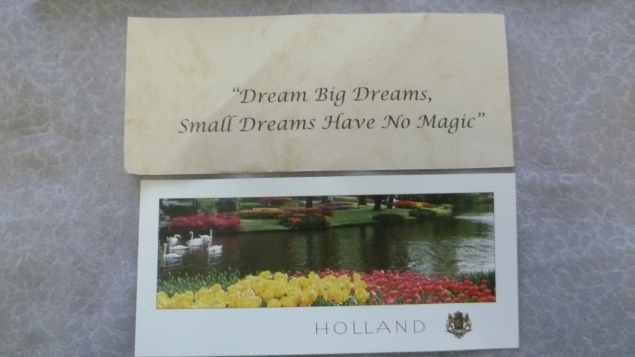 “Dream Big Dreams,
Small Dreams Have No Magic”
HOLLAND